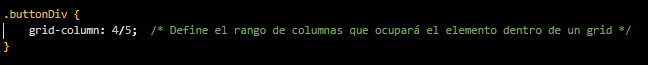 .buttonDiv {
    grid-column: 4/5;  /* Define el rango de columnas que ocupará el elemento dentro de un grid */
}